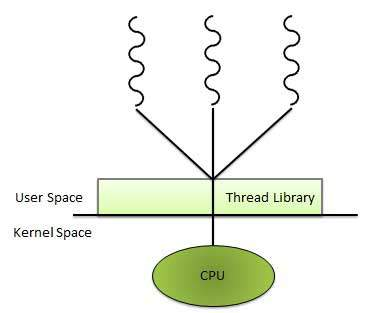 User Space
Thread Library
Kernel Space
CPU